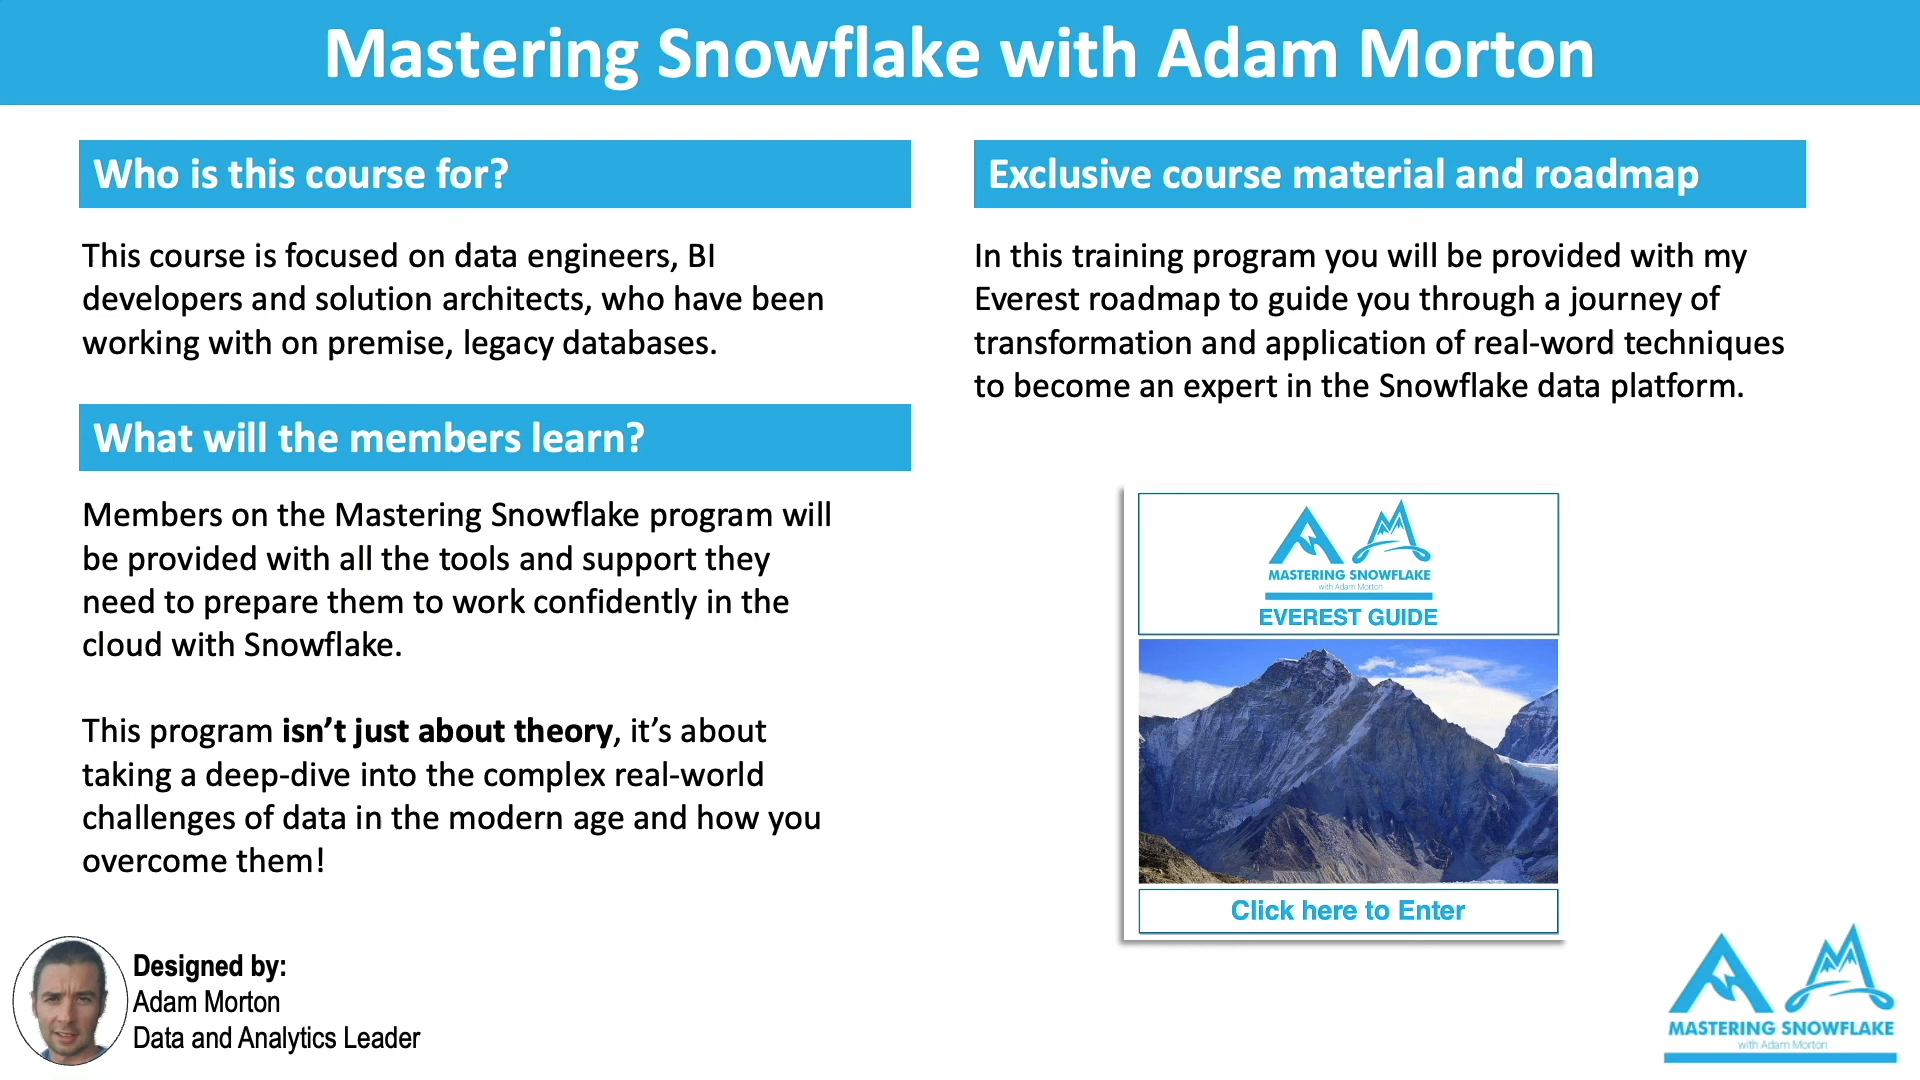 Mastering Snowflake with Adam Morton
Who is this course for?
This course is focused on data engineers, BI
developers and solution architects, who have been
working with on premise, legacy databases.
What will the members learn?
Members on the Mastering Snowflake program will
be provided with all the tools and support they
need to prepare them to work confidently in the
cloud with Snowflake.
This program isn't just about theory, it's about
taking a deep-dive into the complex real-world
challenges of data in the modern age and how you
overcome them!
Designed by:
Adam Morton
Data and Analytics Leader
Exclusive course material and roadmap
In this training program you will be provided with my
Everest roadmap to guide you through a journey of
transformation and application of real-word techniques
to become an expert in the Snowflake data platform.
MASTERING SNOWFLAKE
with Adam Morton
EVEREST GUIDE
Click here to Enter
MASTERING SNOWFLAKE
with Adam Morton